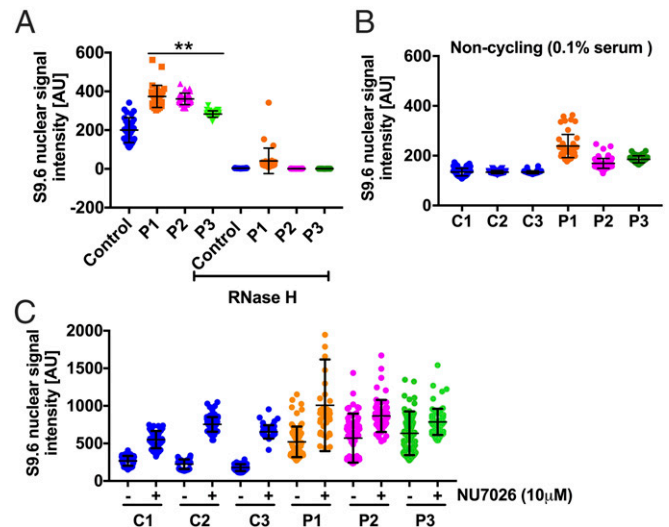 A
S9.6 nuclear signal
intensity [AU]
600
400
200
0
-200
**
Control
P1
P2
P3
Control
P1
P2
P3
RNase H
B
Non-cycling (0.1% serum )
S9.6 nuclear signal
intensity [AU]
600
400
200
0
C1 C2 C3 P1 P2 P3
C
S9.6 nuclear signal
intensity [AU]
2000
1500
1000
500
0
- + - + - + - + - + - + NU7026 (10μM)
C1 C2 C3 P1 P2 P3